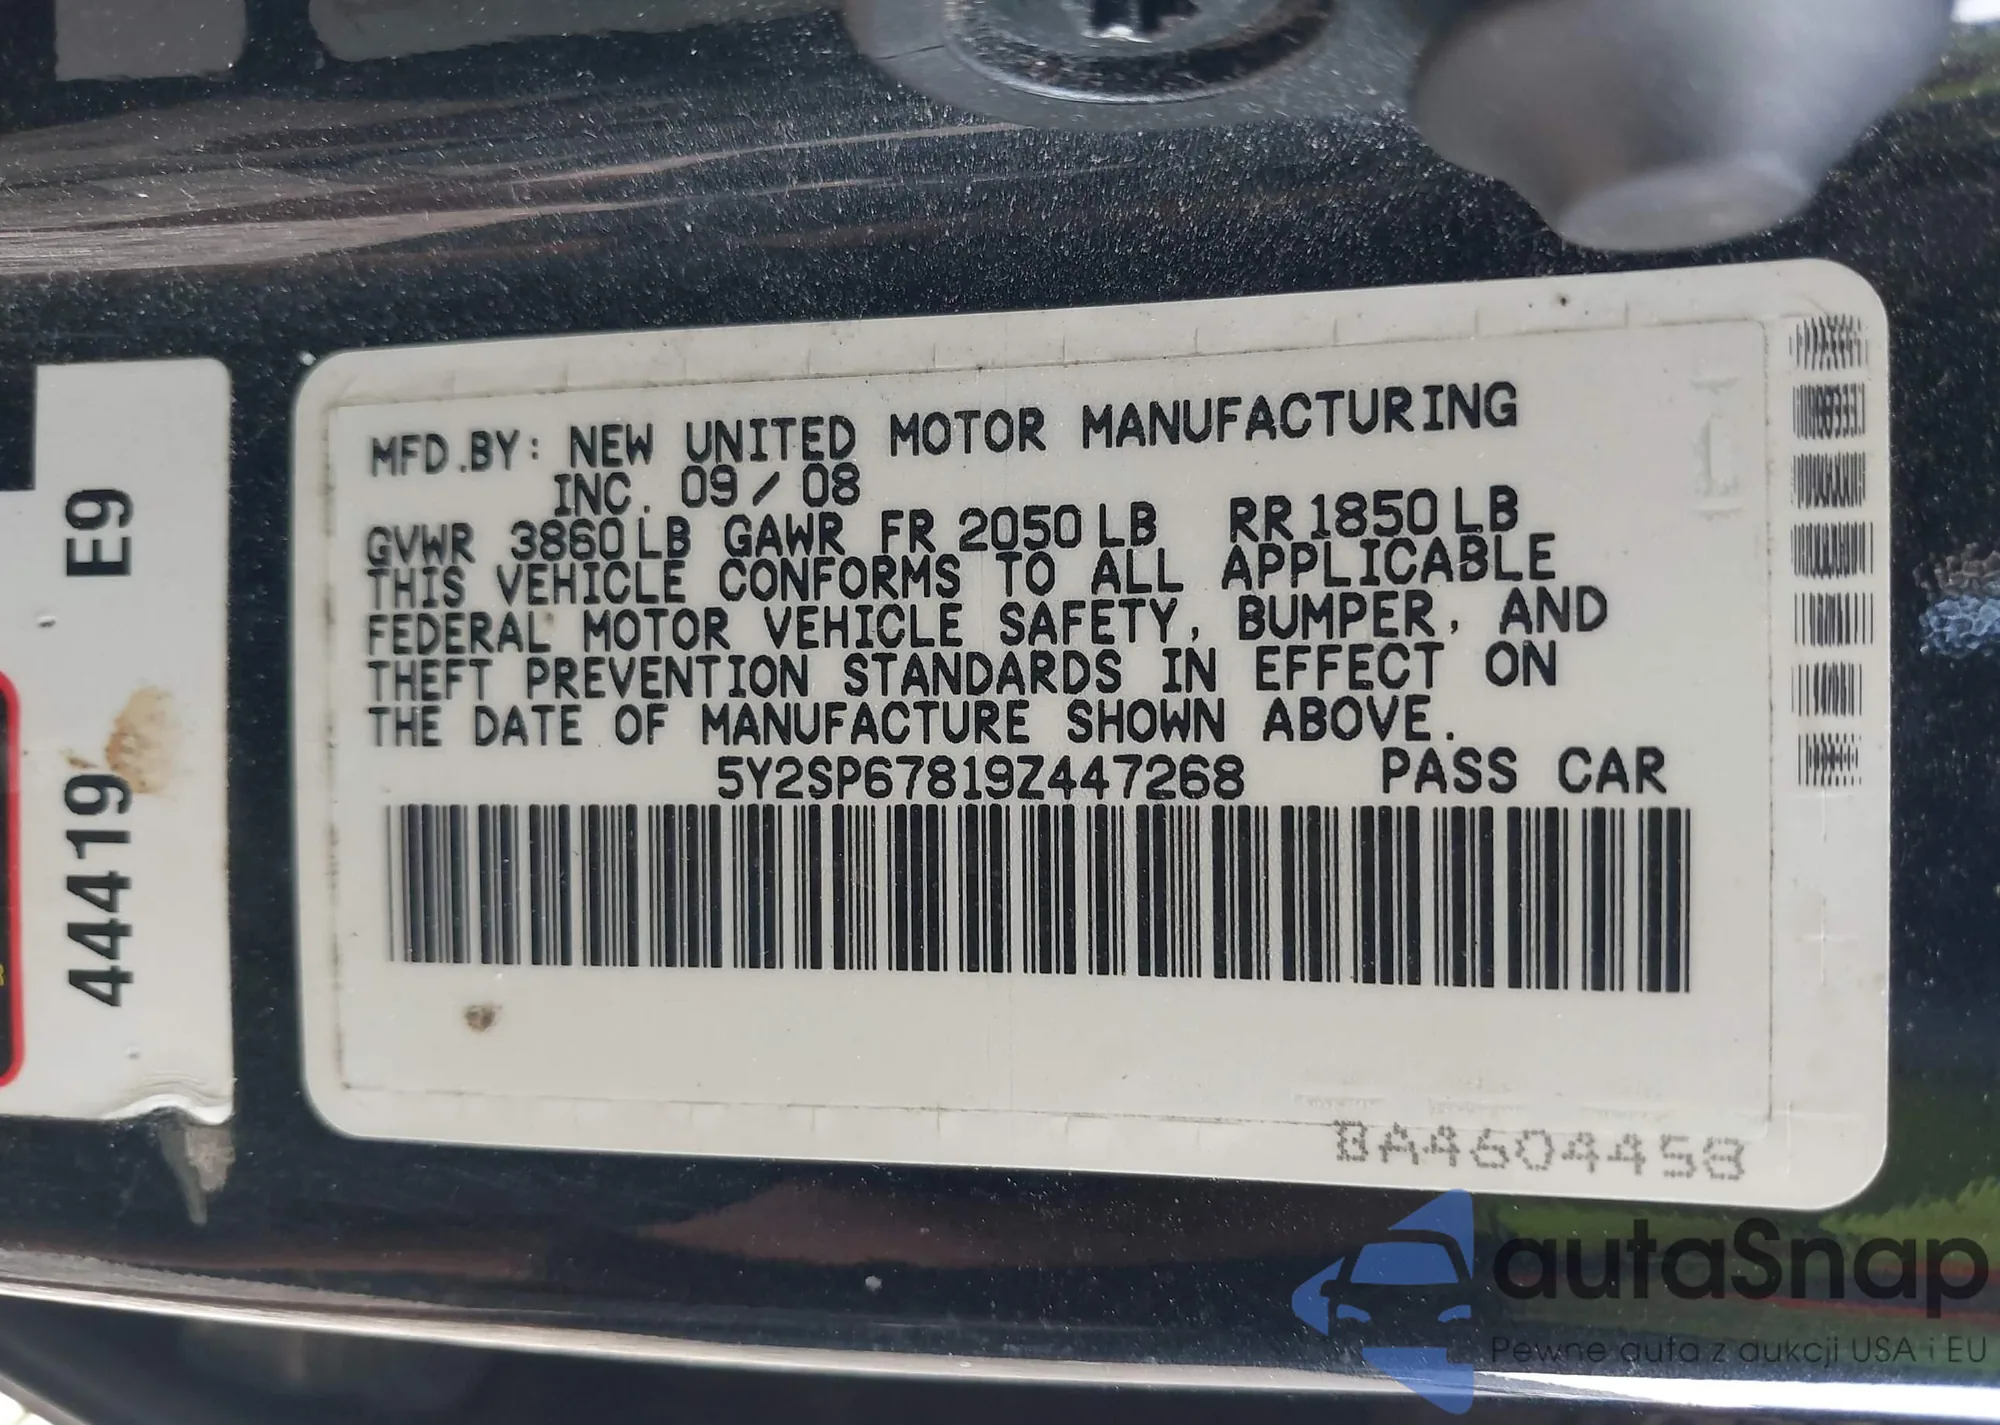 MFD.BY: NEW UNITED MOTOR MANUFACTURING
INC. 09/08
GVWR 3860LB GAWR FR 2050LB RR1850LB
THIS VEHICLE CONFORMS TO ALL APPLICABLE
FEDERAL MOTOR VEHICLE SAFETY, BUMPER, AND
THEFT PREVENTION STANDARDS IN EFFECT ON
THE DATE OF MANUFACTURE SHOWN ABOVE.
5Y2SP67819Z447268 PASS CAR
BA4604458
44419 E9
autaSnap
Pewne auta z aukcji USA i EU